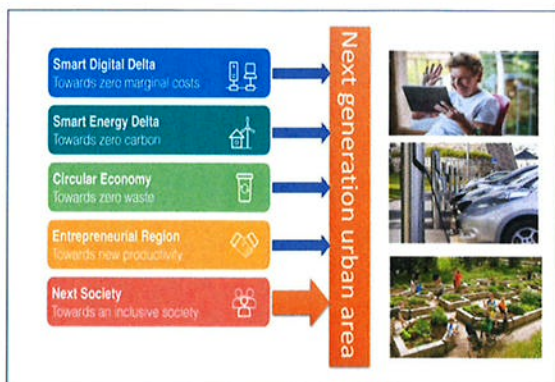 Smart Digital Delta
Towards zero marginal costs
Smart Energy Delta
Towards zero carbon
Circular Economy
Towards zero waste
Entrepreneurial Region
Towards new productivity
Next Society
Towards an inclusive society
Next generation urban area